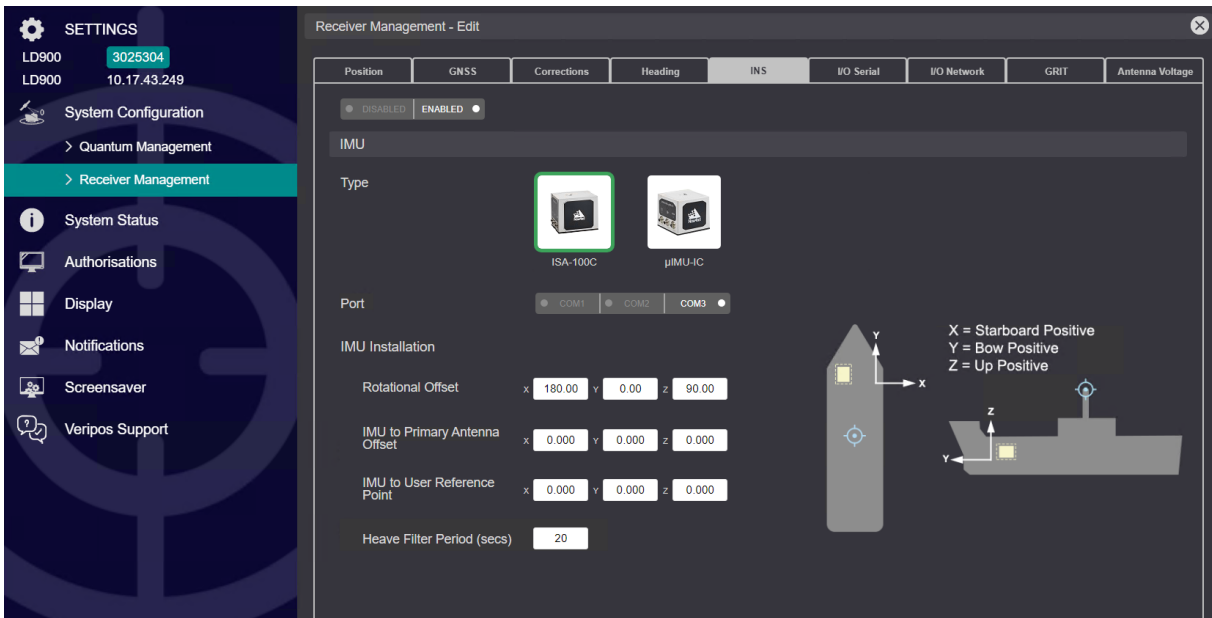 SETTINGS
LD900 3025304
LD900 10.17.43.249
System Configuration
> Quantum Management
> Receiver Management
System Status
Authorisations
Display
Notifications
Screensaver
Veripos Support
Receiver Management - Edit
Position GNSS Corrections Heading INS I/O Serial I/O Network GRIT Antenna Voltage
DISABLED ENABLED
IMU
Type
ISA-100C µIMU-IC
Port COM1 COM2 COM3
IMU Installation
Rotational Offset X 180.00 Y 0.00 Z 90.00
IMU to Primary Antenna
Offset X 0.000 Y 0.000 Z 0.000
IMU to User Reference
Point X 0.000 Y 0.000 Z 0.000
Heave Filter Period (secs) 20
X = Starboard Positive
Y = Bow Positive
Z = Up Positive
Y
X
Z
Y